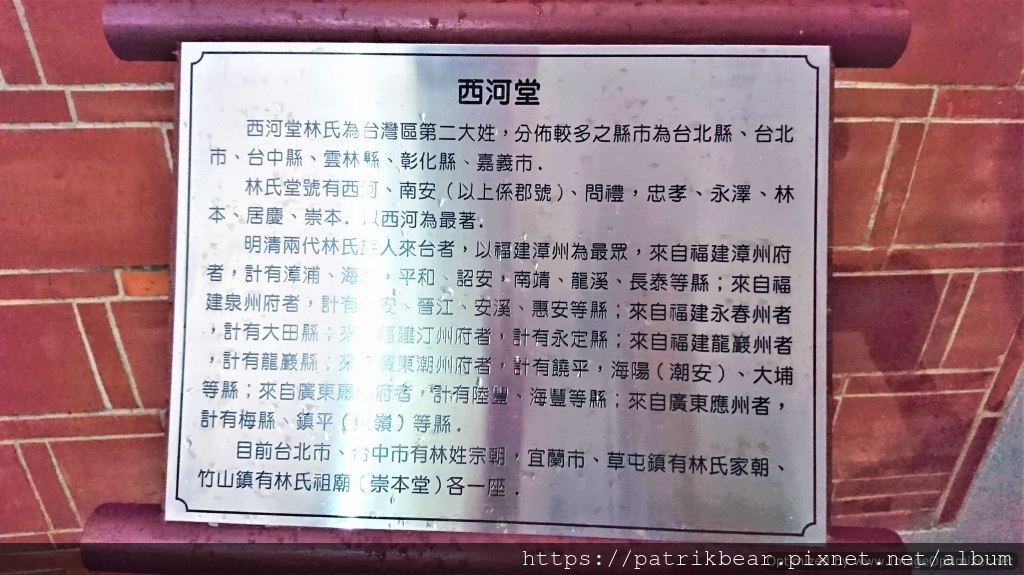 西河堂
西河堂林氏為台灣區第二大姓，分佈較多之縣市為台北縣、台北
市、台中縣、雲林縣、彰化縣、嘉義市.
林氏堂號有西河、南安（以上係郡號）、問禮，忠孝、永澤、林
本、居慶、崇本. 以西河為最著.
明清兩代林氏族人來台者，以福建漳州為最眾，來自福建漳州府
者，計有漳浦、海，平和、詔安，南靖、龍溪、長泰等縣；來自福
建泉州府者，計有安、晉江、安溪、惠安等縣；來自福建永春州者
，計有大田縣；來福建汀州府者，計有永定縣；來自福建龍巖州者
，計有龍巖縣；來廣東潮州府者，計有饒平，海陽（潮安）、大埔
等縣；來自廣東惠府者，計有陸豐、海豐等縣；來自廣東應州者，
計有梅縣、鎮平（嶺）等縣.
目前台北市、台中市有林姓宗朝，宜蘭市、草屯鎮有林氏家朝、
竹山鎮有林氏祖廟（崇本堂）各一座.
https://patrikbear.pixnet.net/album